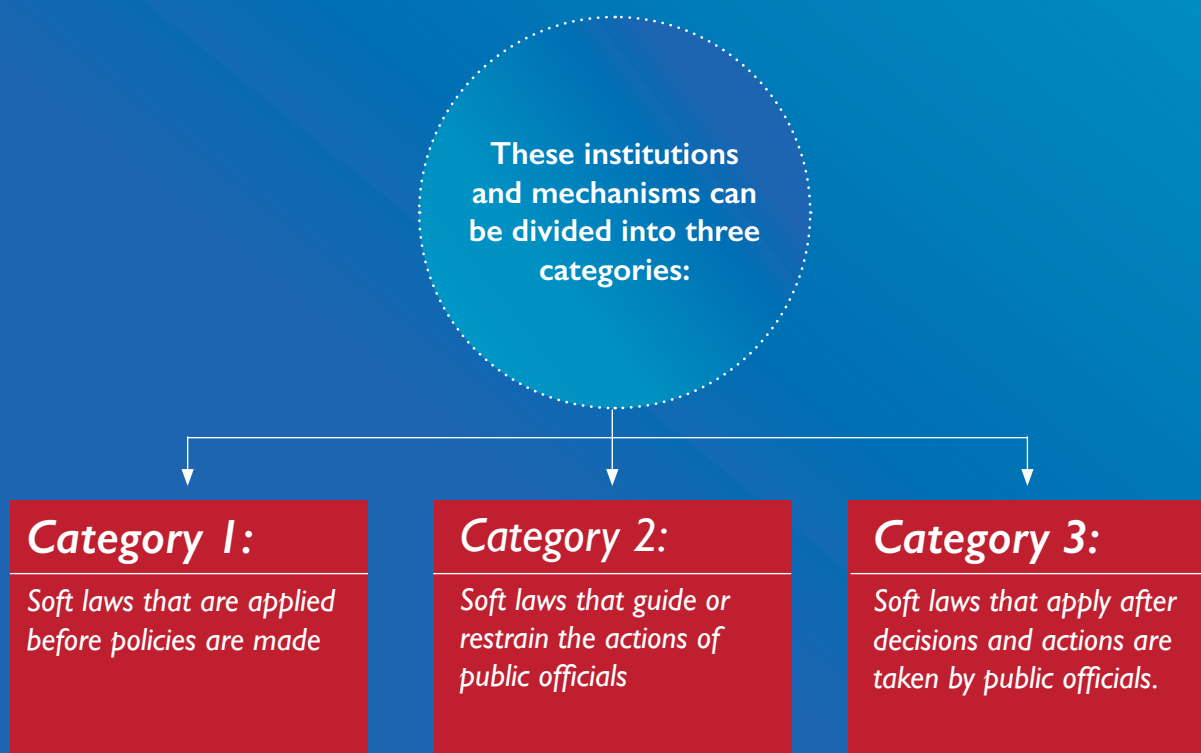 These institutions
and mechanisms can
be divided into three
categories:
Category 1:
Soft laws that are applied
before policies are made
Category 2:
Soft laws that guide or
restrain the actions of
public officials
Category 3:
Soft laws that apply after
decisions and actions are
taken by public officials.